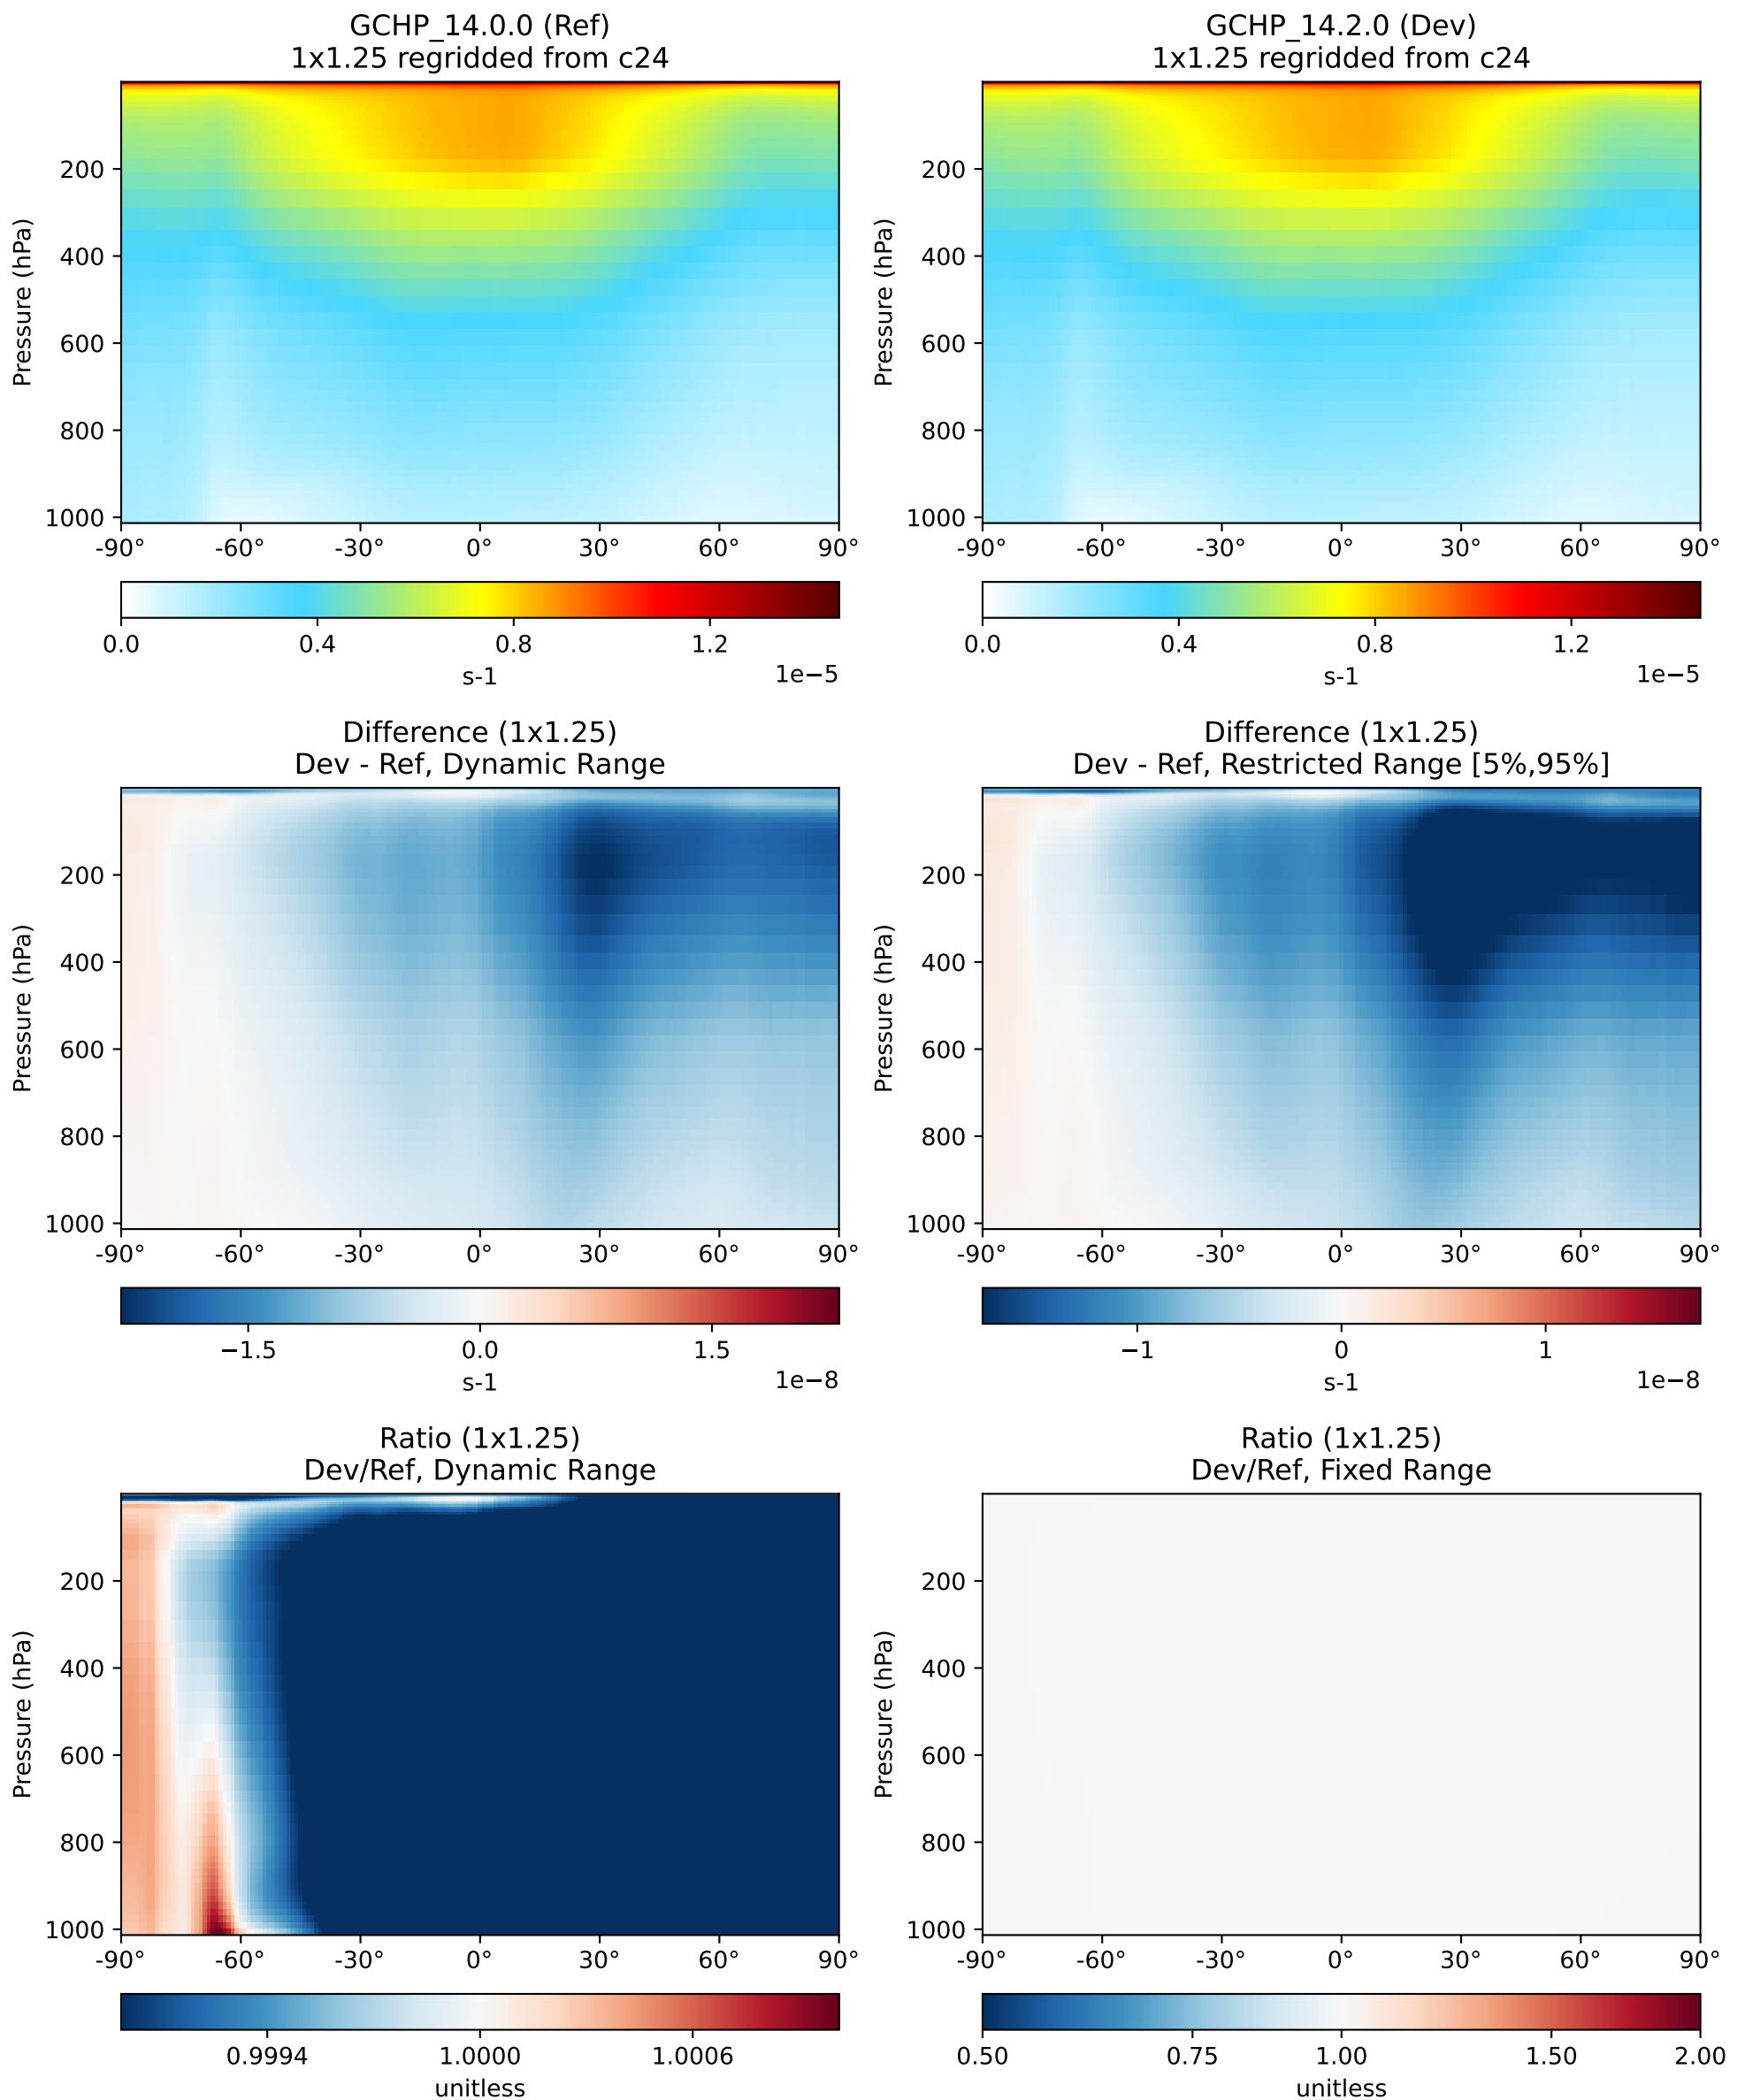 GCHP_14.0.0 (Ref)
1x1.25 regridded from c24
GCHP_14.2.0 (Dev)
1x1.25 regridded from c24
Pressure (hPa)
200
400
600
800
1000
-90° -60° -30° 0° 30° 60° 90°
0.0 0.4 0.8 1.2
s-1
1e−5
Pressure (hPa)
200
400
600
800
1000
-90° -60° -30° 0° 30° 60° 90°
0.0 0.4 0.8 1.2
s-1
1e−5
Difference (1x1.25)
Dev - Ref, Dynamic Range
Pressure (hPa)
200
400
600
800
1000
-90° -60° -30° 0° 30° 60° 90°
−1.5 0.0 1.5
s-1
1e−8
Difference (1x1.25)
Dev - Ref, Restricted Range [5%,95%]
Pressure (hPa)
200
400
600
800
1000
-90° -60° -30° 0° 30° 60° 90°
−1 0 1
s-1
1e−8
Ratio (1x1.25)
Dev/Ref, Dynamic Range
Pressure (hPa)
200
400
600
800
1000
-90° -60° -30° 0° 30° 60° 90°
0.9994 1.0000 1.0006
unitless
Ratio (1x1.25)
Dev/Ref, Fixed Range
Pressure (hPa)
200
400
600
800
1000
-90° -60° -30° 0° 30° 60° 90°
0.50 0.75 1.00 1.50 2.00
unitless